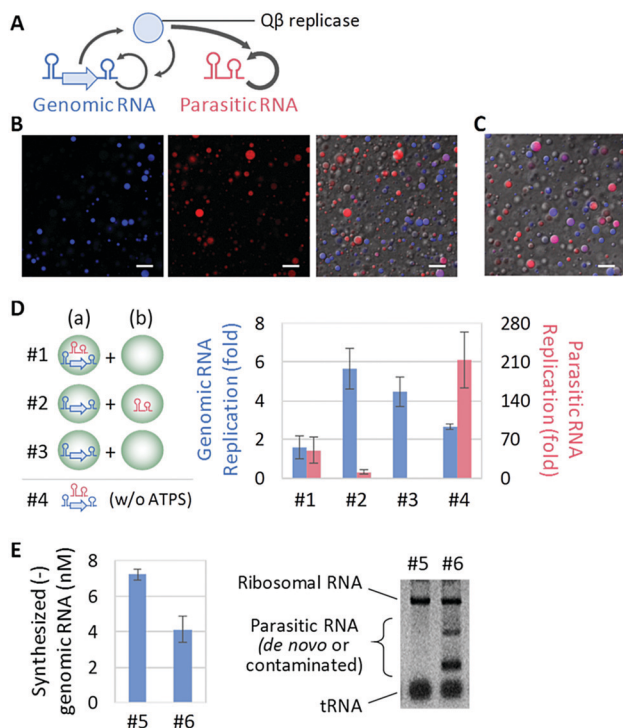 A
Qβ replicase
Genomic RNA
Parasitic RNA
B
C
D
(a)
(b)
#1
+
#2
+
#3
+
#4
(w/o ATPS)
Genomic RNA
Replication (fold)
8
6
4
2
0
280
210
140
70
0
Parasitic RNA
Replication (fold)
#1 #2 #3 #4
E
Synthesized (-)
genomic RNA (nM)
8
6
4
2
0
#5 #6
#5 #6
Ribosomal RNA
Parasitic RNA
(de novo or
contaminated)
tRNA